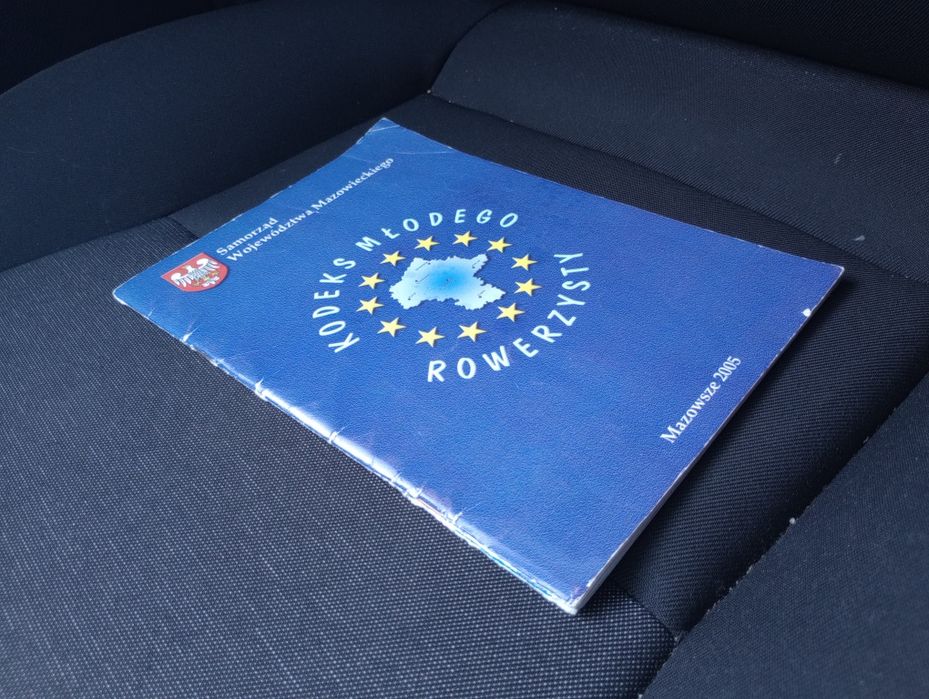 Samorząd
Województwa Mazowieckiego
KODEKS MŁODEGO
ROWERZYSTY
Mazowsze 2005